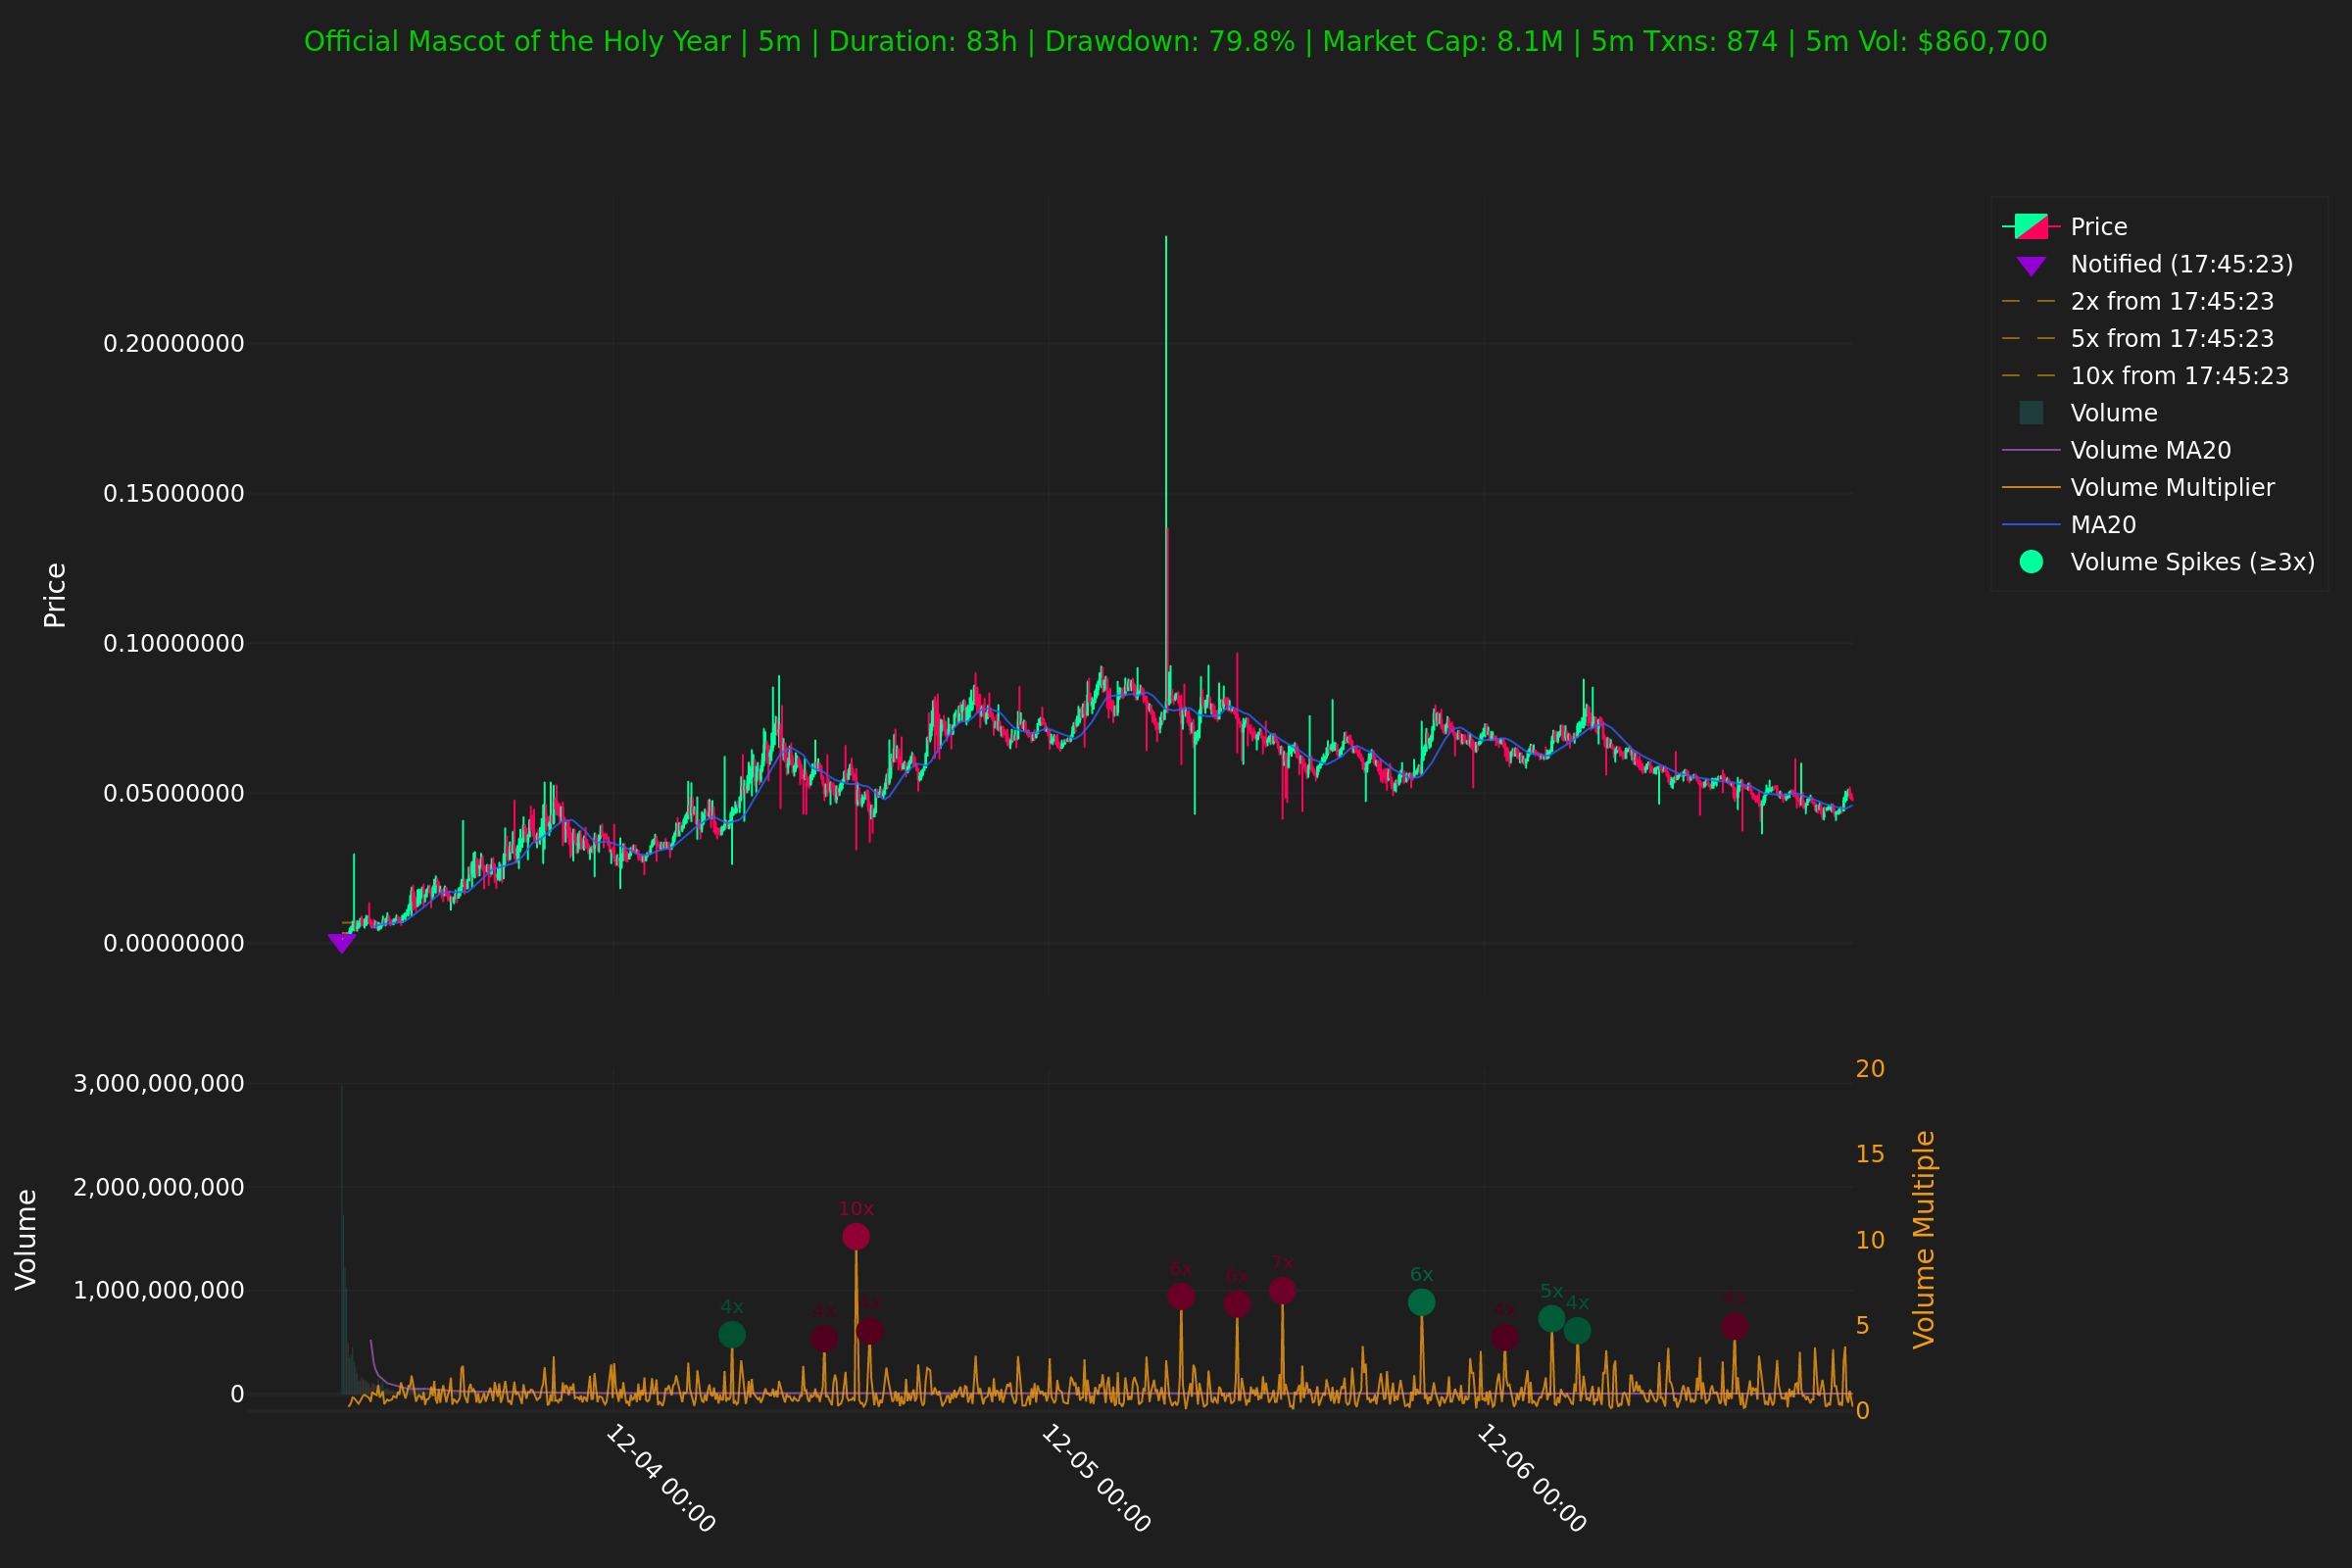 Official Mascot of the Holy Year | 5m | Duration: 83h | Drawdown: 79.8% | Market Cap: 8.1M | 5m Txns: 874 | 5m Vol: $860,700
Price
0.20000000
0.15000000
0.10000000
0.05000000
0.00000000
Price
Notified (17:45:23)
2x from 17:45:23
5x from 17:45:23
10x from 17:45:23
Volume
Volume MA20
Volume Multiplier
MA20
Volume Spikes (≥3x)
Volume
3,000,000,000
2,000,000,000
1,000,000,000
0
4x
4x
10x
6x
6x
7x
6x
4x
5x
4x
20
15
10
5
0
Volume Multiple
12-04 00:00
12-05 00:00
12-06 00:00